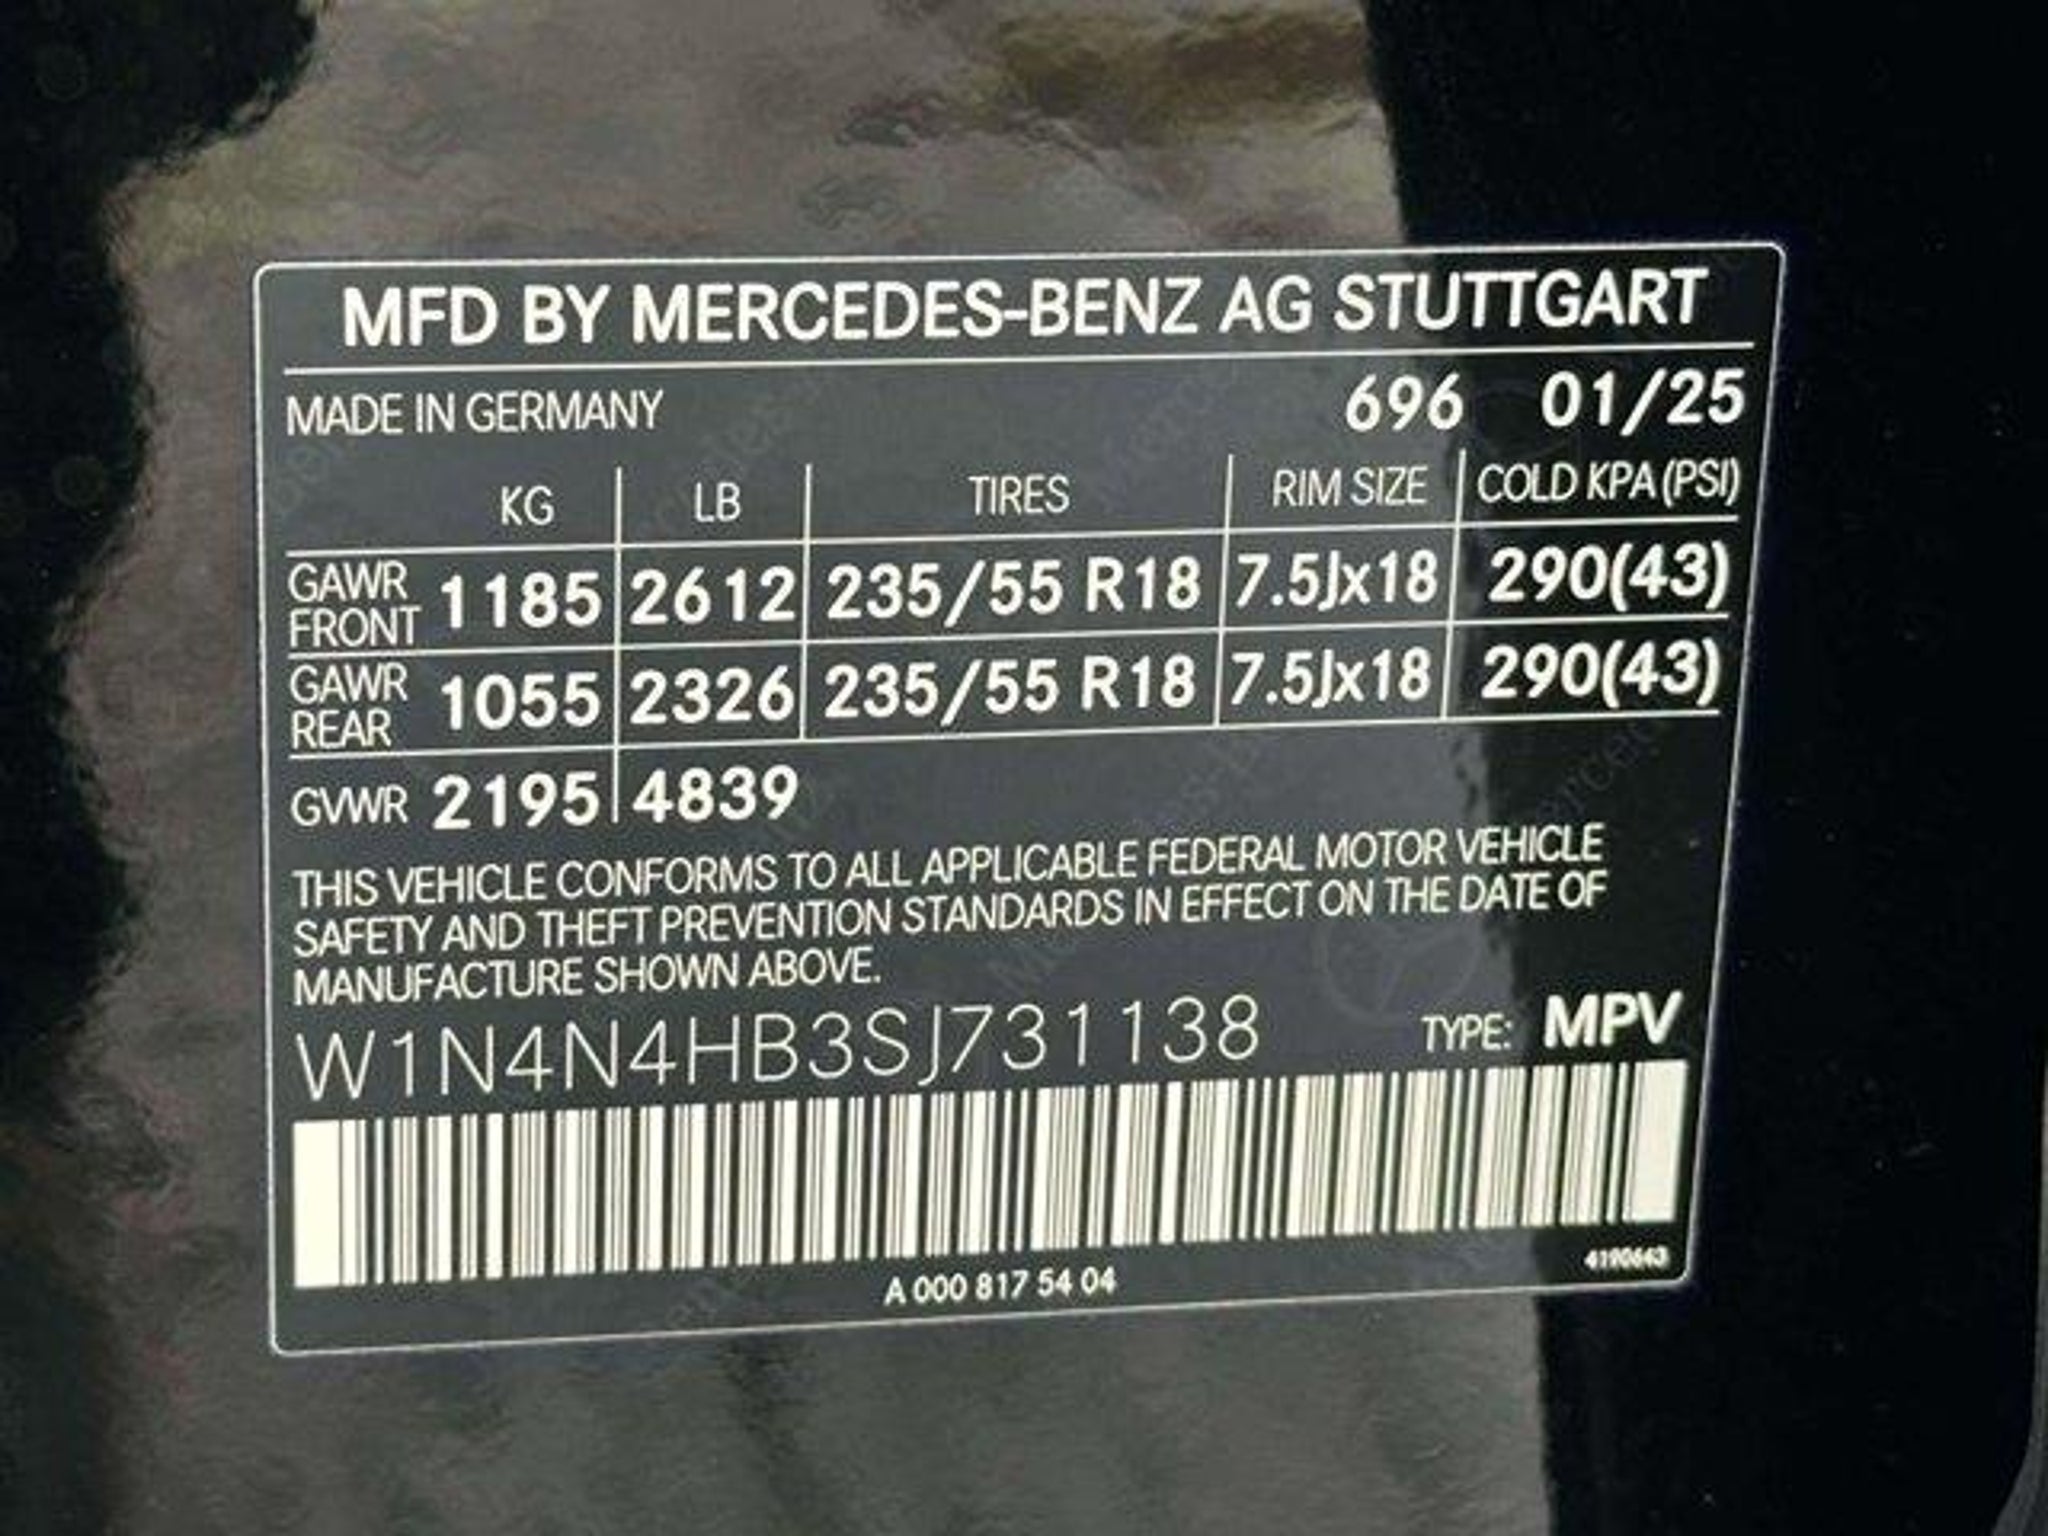 MFD BY MERCEDES-BENZ AG STUTTGART
MADE IN GERMANY 696 01/25
KG LB TIRES RIM SIZE COLD KPA (PSI)
GAWR FRONT 1185 2612 235/55 R18 7.5Jx18 290(43)
GAWR REAR 1055 2326 235/55 R18 7.5Jx18 290(43)
GVWR 2195 4839
THIS VEHICLE CONFORMS TO ALL APPLICABLE FEDERAL MOTOR VEHICLE
SAFETY AND THEFT PREVENTION STANDARDS IN EFFECT ON THE DATE OF
MANUFACTURE SHOWN ABOVE.
W1N4N4HB3SJ731138 TYPE: MPV
A 000 817 54 04
4190643